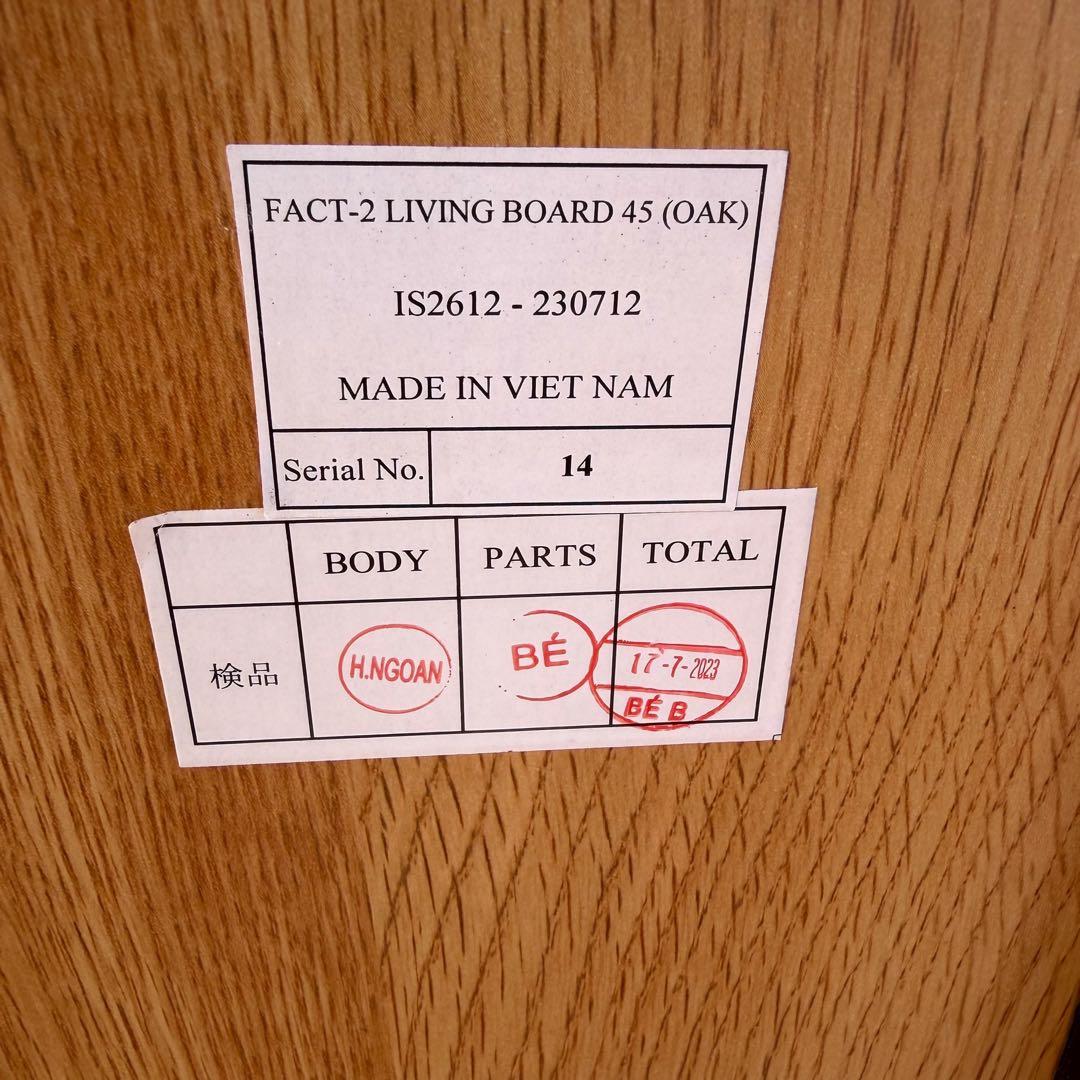 FACT-2 LIVING BOARD 45 (OAK)
IS2612 - 230712
MADE IN VIET NAM
Serial No. 14
BODY PARTS TOTAL
検品 H.NGOAN BÉ 17-7-2023
BÉ B